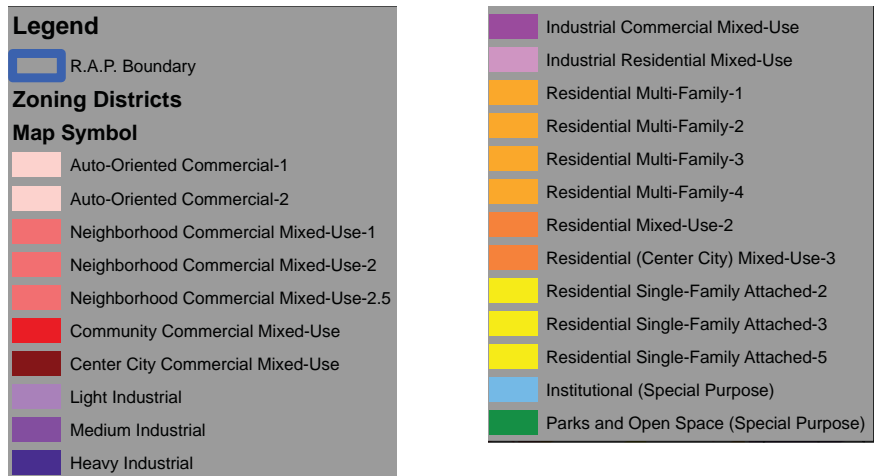 Legend
R.A.P. Boundary
Zoning Districts
Map Symbol
Auto-Oriented Commercial-1
Auto-Oriented Commercial-2
Neighborhood Commercial Mixed-Use-1
Neighborhood Commercial Mixed-Use-2
Neighborhood Commercial Mixed-Use-2.5
Community Commercial Mixed-Use
Center City Commercial Mixed-Use
Light Industrial
Medium Industrial
Heavy Industrial
Industrial Commercial Mixed-Use
Industrial Residential Mixed-Use
Residential Multi-Family-1
Residential Multi-Family-2
Residential Multi-Family-3
Residential Multi-Family-4
Residential Mixed-Use-2
Residential (Center City) Mixed-Use-3
Residential Single-Family Attached-2
Residential Single-Family Attached-3
Residential Single-Family Attached-5
Institutional (Special Purpose)
Parks and Open Space (Special Purpose)